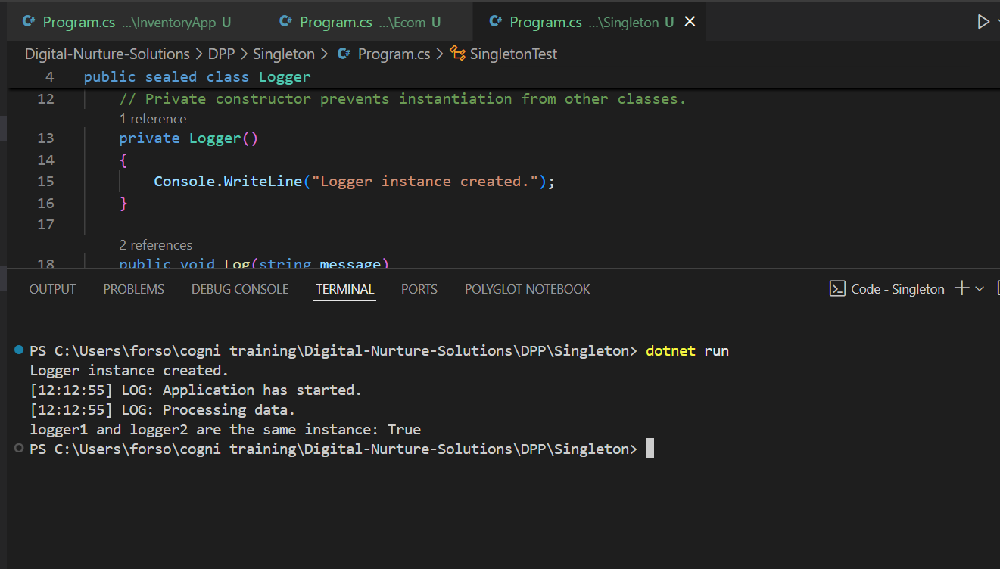 C# Program.cs ...\InventoryApp U C# Program.cs ...\Ecom U C# Program.cs ...\Singleton U
Digital-Nurture-Solutions > DPP > Singleton > C# Program.cs > SingletonTest
4 public sealed class Logger
12 // Private constructor prevents instantiation from other classes.
1 reference
13 private Logger()
14 {
15 Console.WriteLine("Logger instance created.");
16 }
17
2 references
18 public void Log(string message)
OUTPUT PROBLEMS DEBUG CONSOLE TERMINAL PORTS POLYGLOT NOTEBOOK Code - Singleton
PS C:\Users\forso\cogni training\Digital-Nurture-Solutions\DPP\Singleton> dotnet run
Logger instance created.
[12:12:55] LOG: Application has started.
[12:12:55] LOG: Processing data.
logger1 and logger2 are the same instance: True
PS C:\Users\forso\cogni training\Digital-Nurture-Solutions\DPP\Singleton>